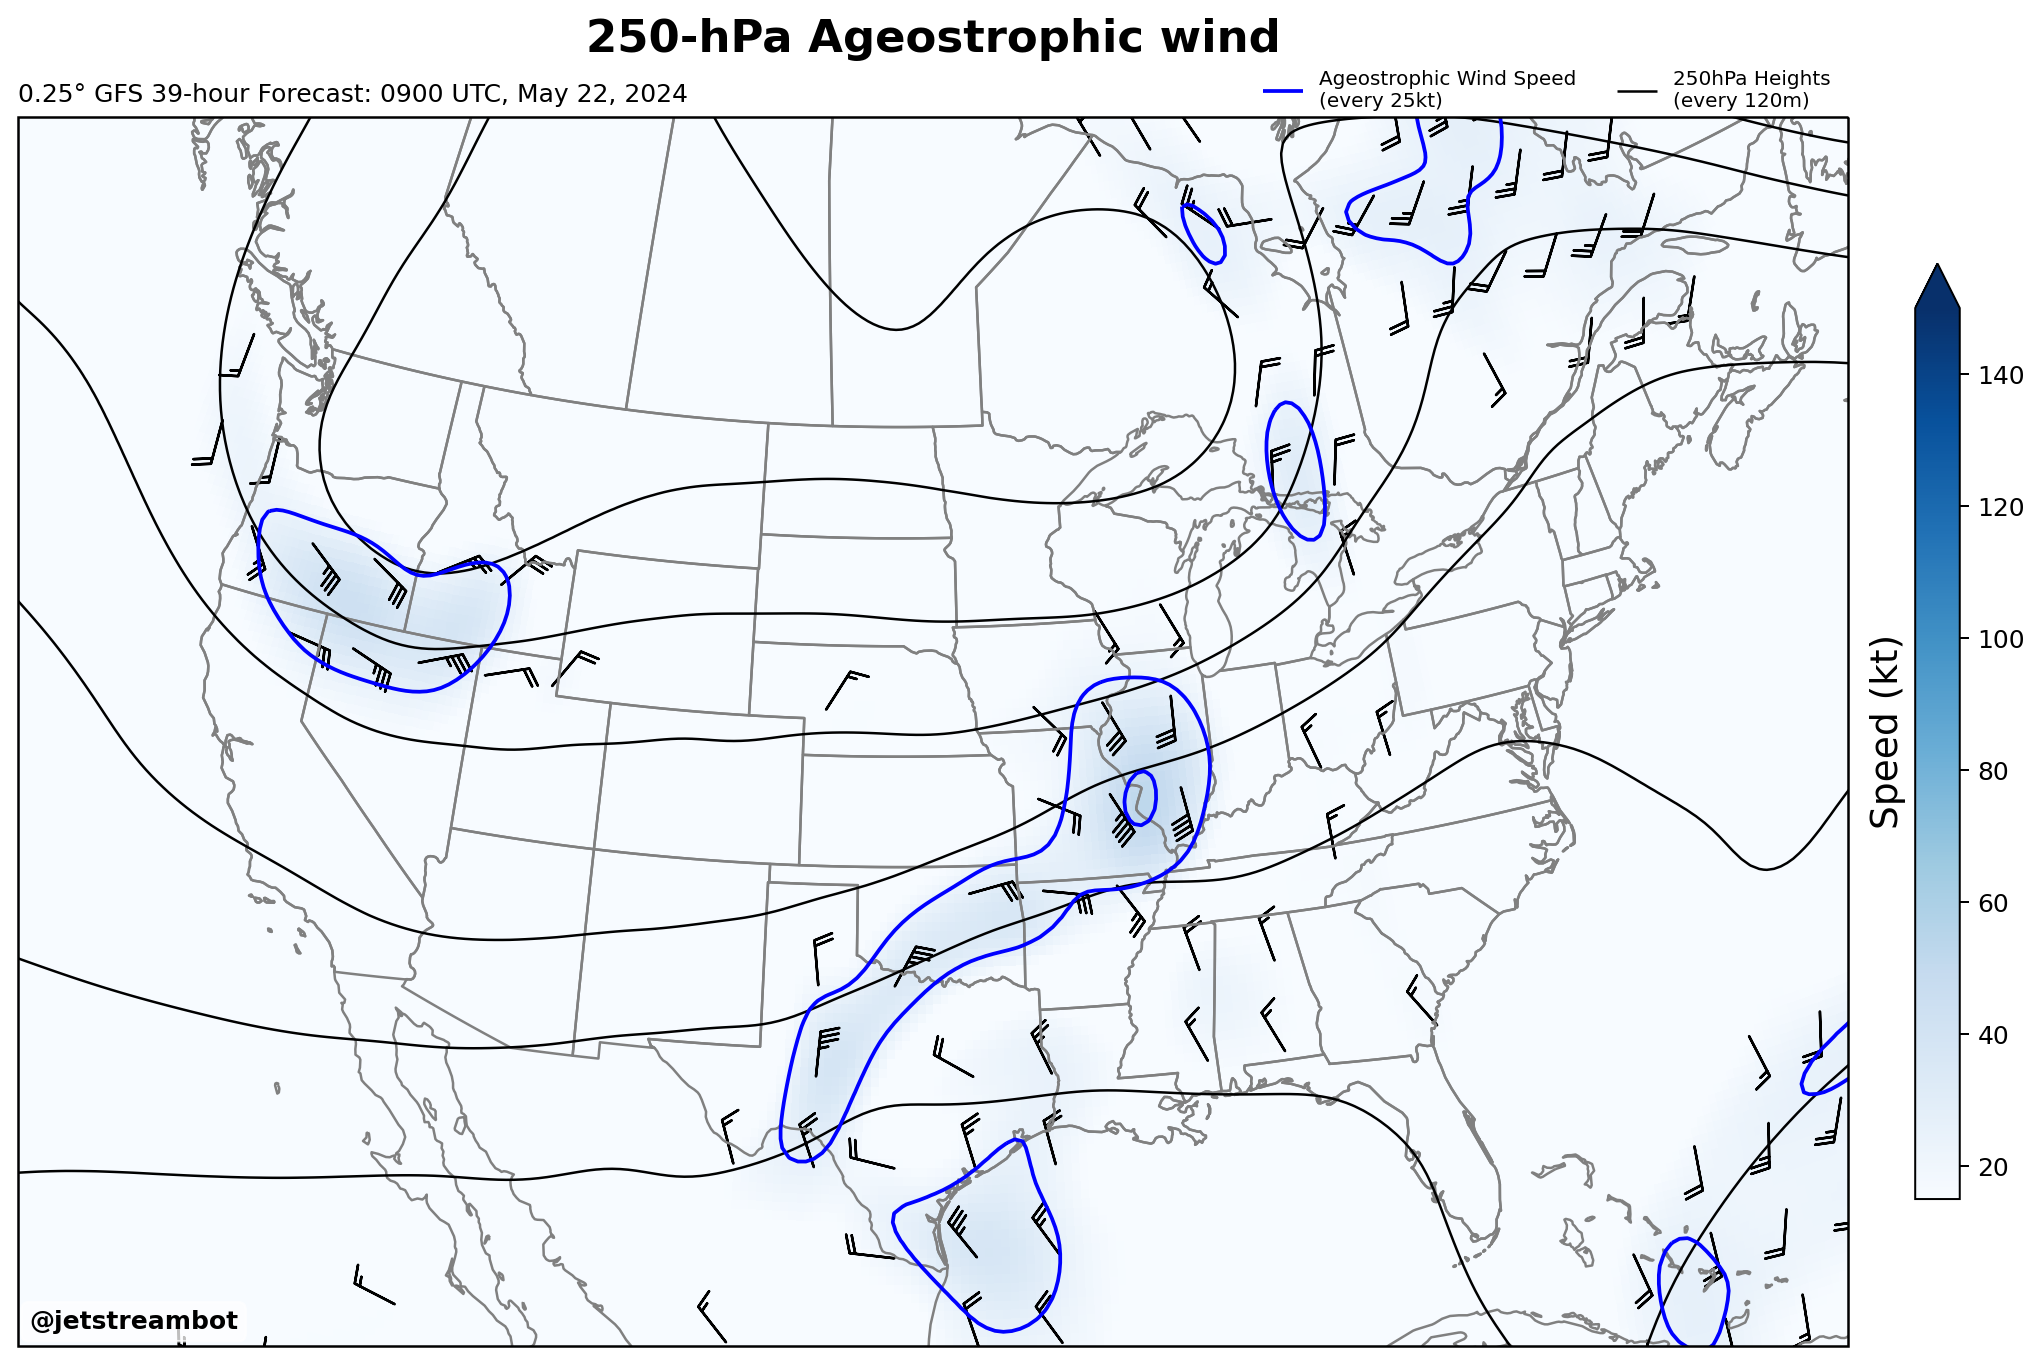 250-hPa Ageostrophic wind
0.25° GFS 39-hour Forecast: 0900 UTC, May 22, 2024
Ageostrophic Wind Speed
(every 25kt)
250hPa Heights
(every 120m)
140
120
100
80
60
40
20
Speed (kt)
@jetstreambot